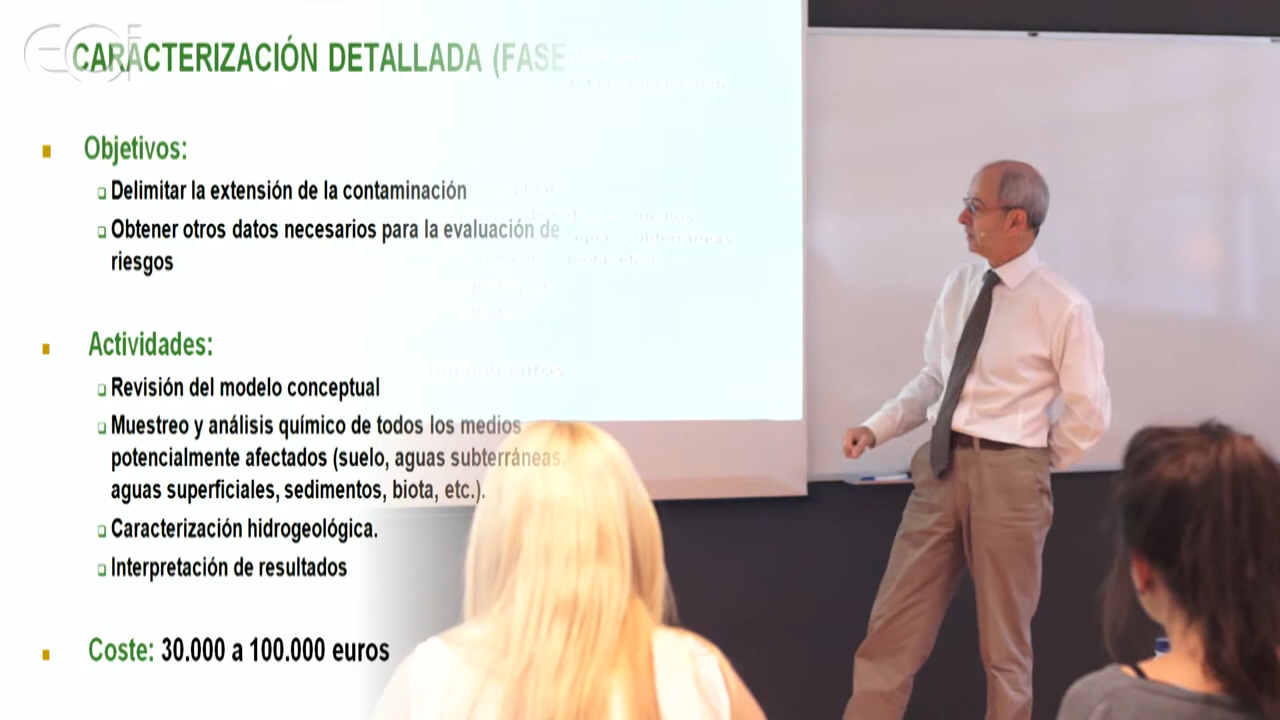 EOI
CARACTERIZACIÓN DETALLADA (FASE
Objetivos:
Delimitar la extensión de la contaminación
Obtener otros datos necesarios para la evaluación de
riesgos
Actividades:
Revisión del modelo conceptual
Muestreo y análisis químico de todos los medios
potencialmente afectados (suelo, aguas subterráneas,
aguas superficiales, sedimentos, biota, etc.).
Caracterización hidrogeológica.
Interpretación de resultados
Coste: 30.000 a 100.000 euros